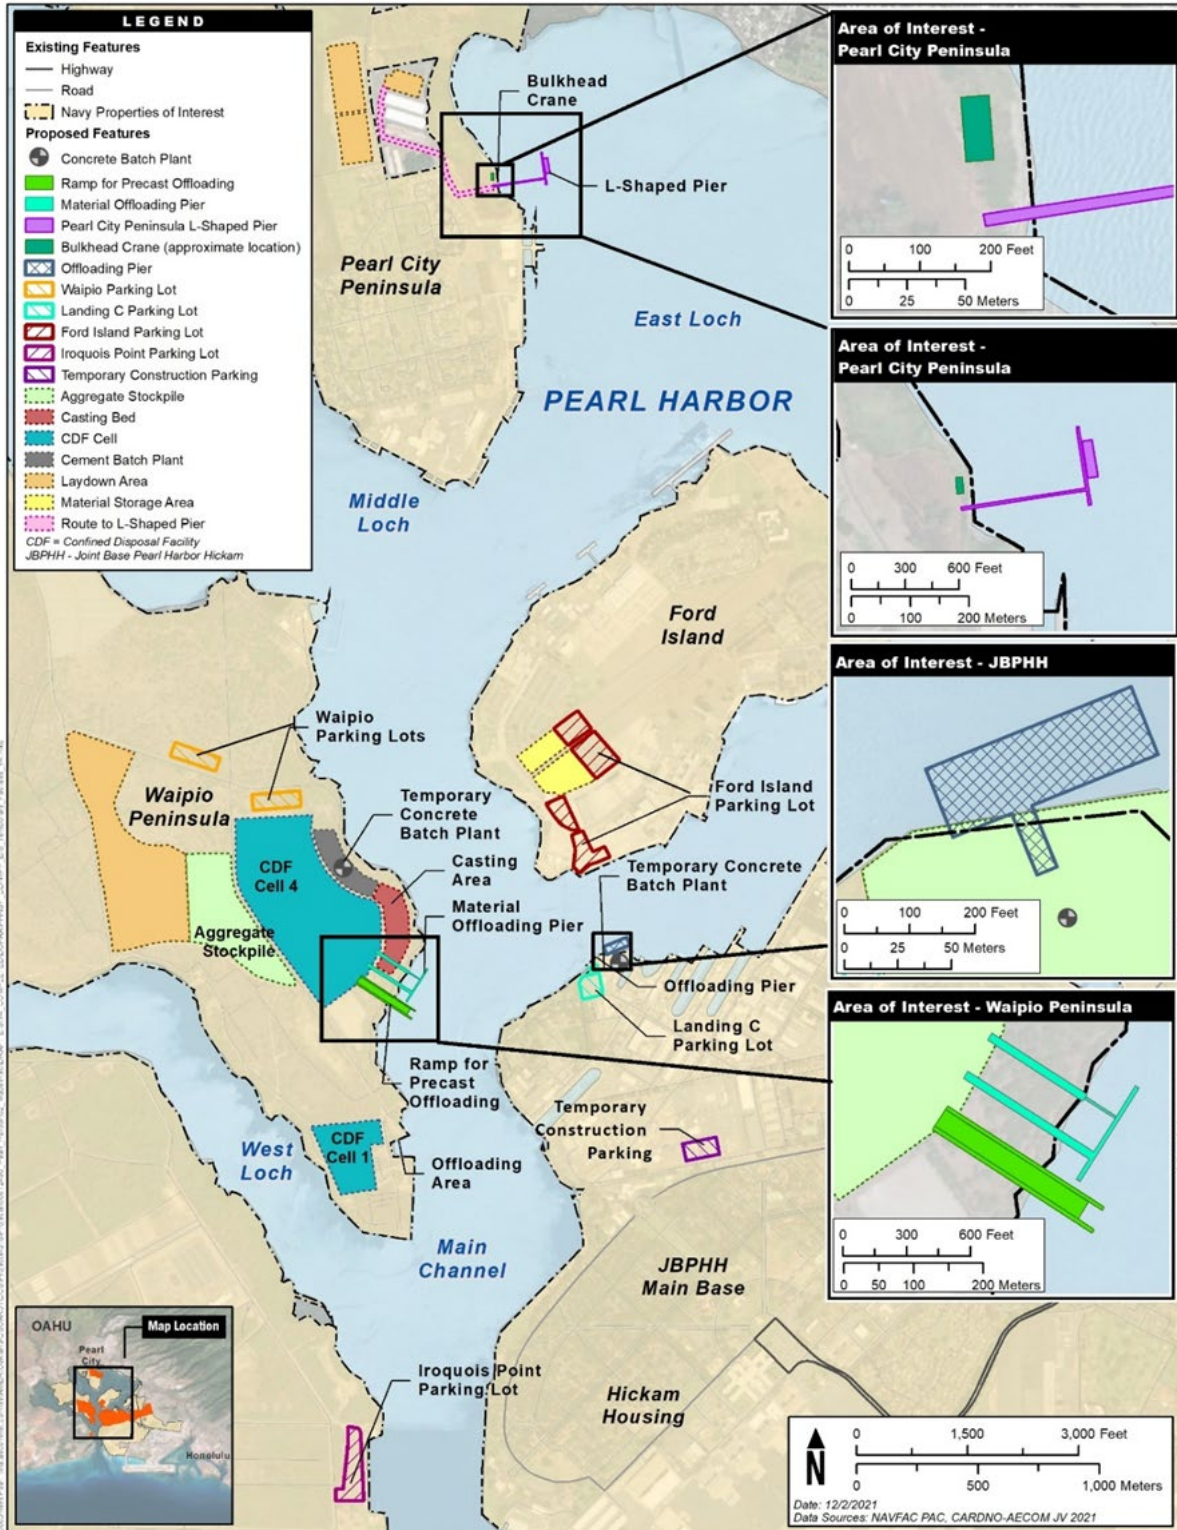 LEGEND
Existing Features
Highway
Road
Navy Properties of Interest
Proposed Features
Concrete Batch Plant
Ramp for Precast Offloading
Material Offloading Pier
Pearl City Peninsula L-Shaped Pier
Bulkhead Crane (approximate location)
Offloading Pier
Waipio Parking Lot
Landing C Parking Lot
Ford Island Parking Lot
Iroquois Point Parking Lot
Temporary Construction Parking
Aggregate Stockpile
Casting Bed
CDF Cell
Cement Batch Plant
Laydown Area
Material Storage Area
Route to L-Shaped Pier
CDF = Confined Disposal Facility
JBPHH - Joint Base Pearl Harbor Hickam
Bulkhead
Crane
L-Shaped Pier
Pearl City
Peninsula
East Loch
PEARL HARBOR
Middle
Loch
Ford
Island
Waipio
Parking Lots
Waipio
Peninsula
Temporary
Concrete
Batch Plant
CDF
Cell 4
Casting
Area
Material
Offloading Pier
Aggregate
Stockpile
Ford Island
Parking Lot
Temporary Concrete
Batch Plant
Offloading Pier
Landing C
Parking Lot
Ramp for
Precast
Offloading
Temporary
Construction
Parking
West
Loch
CDF
Cell 1
Offloading
Area
Main
Channel
JBPHH
Main Base
Iroquois Point
Parking Lot
Hickam
Housing
Area of Interest -
Pearl City Peninsula
0 100 200 Feet
0 25 50 Meters
Area of Interest -
Pearl City Peninsula
0 300 600 Feet
0 100 200 Meters
Area of Interest - JBPHH
0 100 200 Feet
0 25 50 Meters
Area of Interest - Waipio Peninsula
0 300 600 Feet
0 50 100 200 Meters
OAHU
Map Location
Pearl
City
Honolulu
N
0 1,500 3,000 Feet
0 500 1,000 Meters
Date: 12/2/2021
Data Sources: NAVFAC PAC, CARDNO-AECOM JV 2021